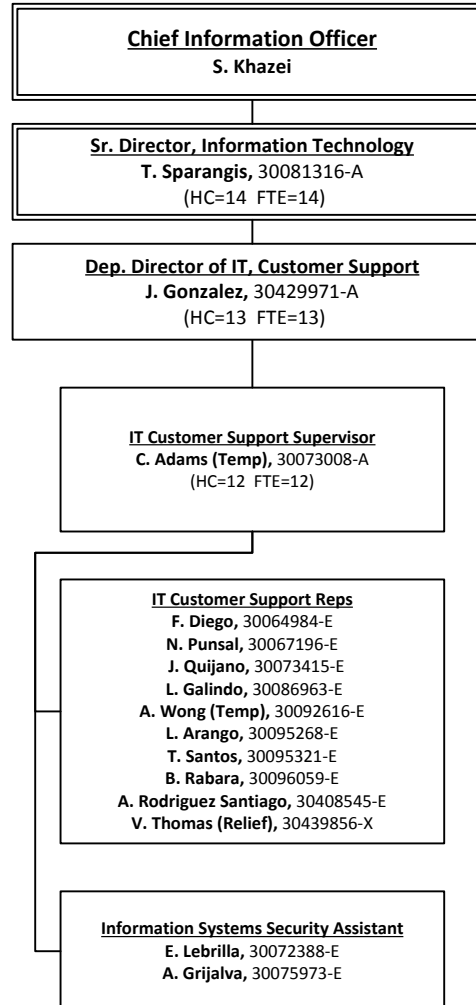 Chief Information Officer
S. Khazei
Sr. Director, Information Technology
T. Sparangis, 30081316-A
(HC=14 FTE=14)
Dep. Director of IT, Customer Support
J. Gonzalez, 30429971-A
(HC=13 FTE=13)
IT Customer Support Supervisor
C. Adams (Temp), 30073008-A
(HC=12 FTE=12)
IT Customer Support Reps
F. Diego, 30064984-E
N. Punsal, 30067196-E
J. Quijano, 30073415-E
L. Galindo, 30086963-E
A. Wong (Temp), 30092616-E
L. Arango, 30095268-E
T. Santos, 30095321-E
B. Rabara, 30096059-E
A. Rodriguez Santiago, 30408545-E
V. Thomas (Relief), 30439856-X
Information Systems Security Assistant
E. Lebrilla, 30072388-E
A. Grijalva, 30075973-E